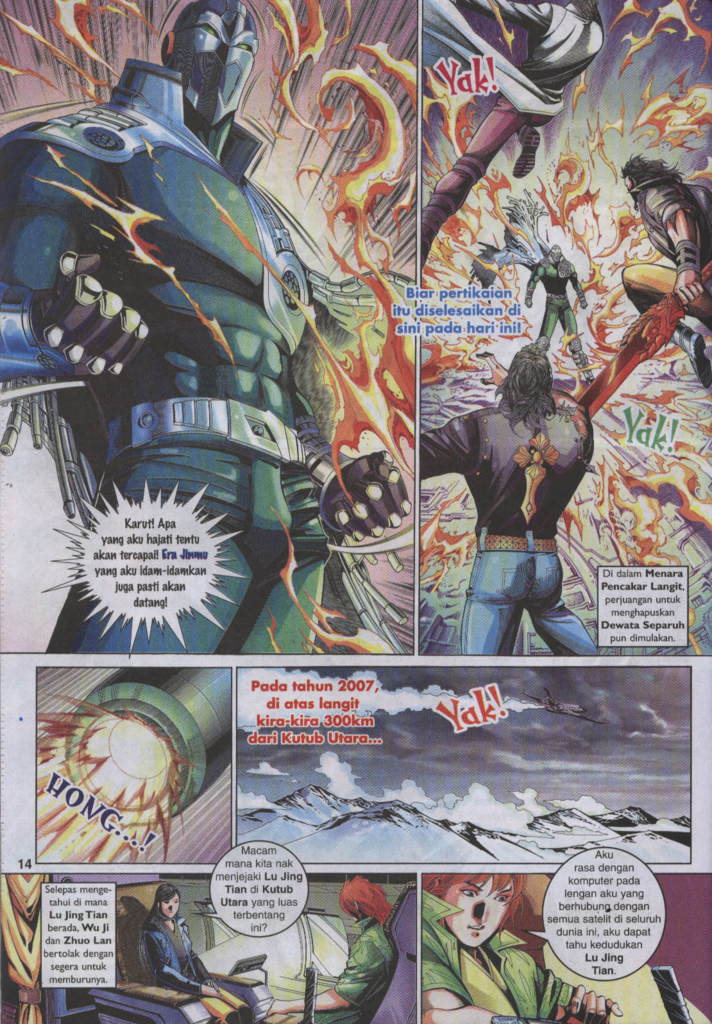 Karut! Apa
yang aku hajati tentu
akan tercapai! Era Jinmu
yang aku idam-idamkan
juga pasti akan
datang!
Yak!
Biar pertikaian
itu diselesaikan di
sini pada hari ini!
Yak!
Di dalam Menara
Pencakar Langit,
perjuangan untuk
menghapuskan
Dewata Separuh
pun dimulakan.
HONG....!
Pada tahun 2007,
di atas langit
kira-kira 300km
dari Kutub Utara...
Yak!
14
Selepas menge-
tahui di mana
Lu Jing Tian
berada, Wu Ji
dan Zhuo Lan
bertolak dengan
segera untuk
memburunya.
Macam
mana kita nak
menjejaki Lu Jing
Tian di Kutub
Utara yang luas
terbentang
ini?
Aku
rasa dengan
komputer pada
lengan aku yang
berhubung dengan
semua satelit di seluruh
dunia ini, aku dapat
tahu kedudukan
Lu Jing
Tian.